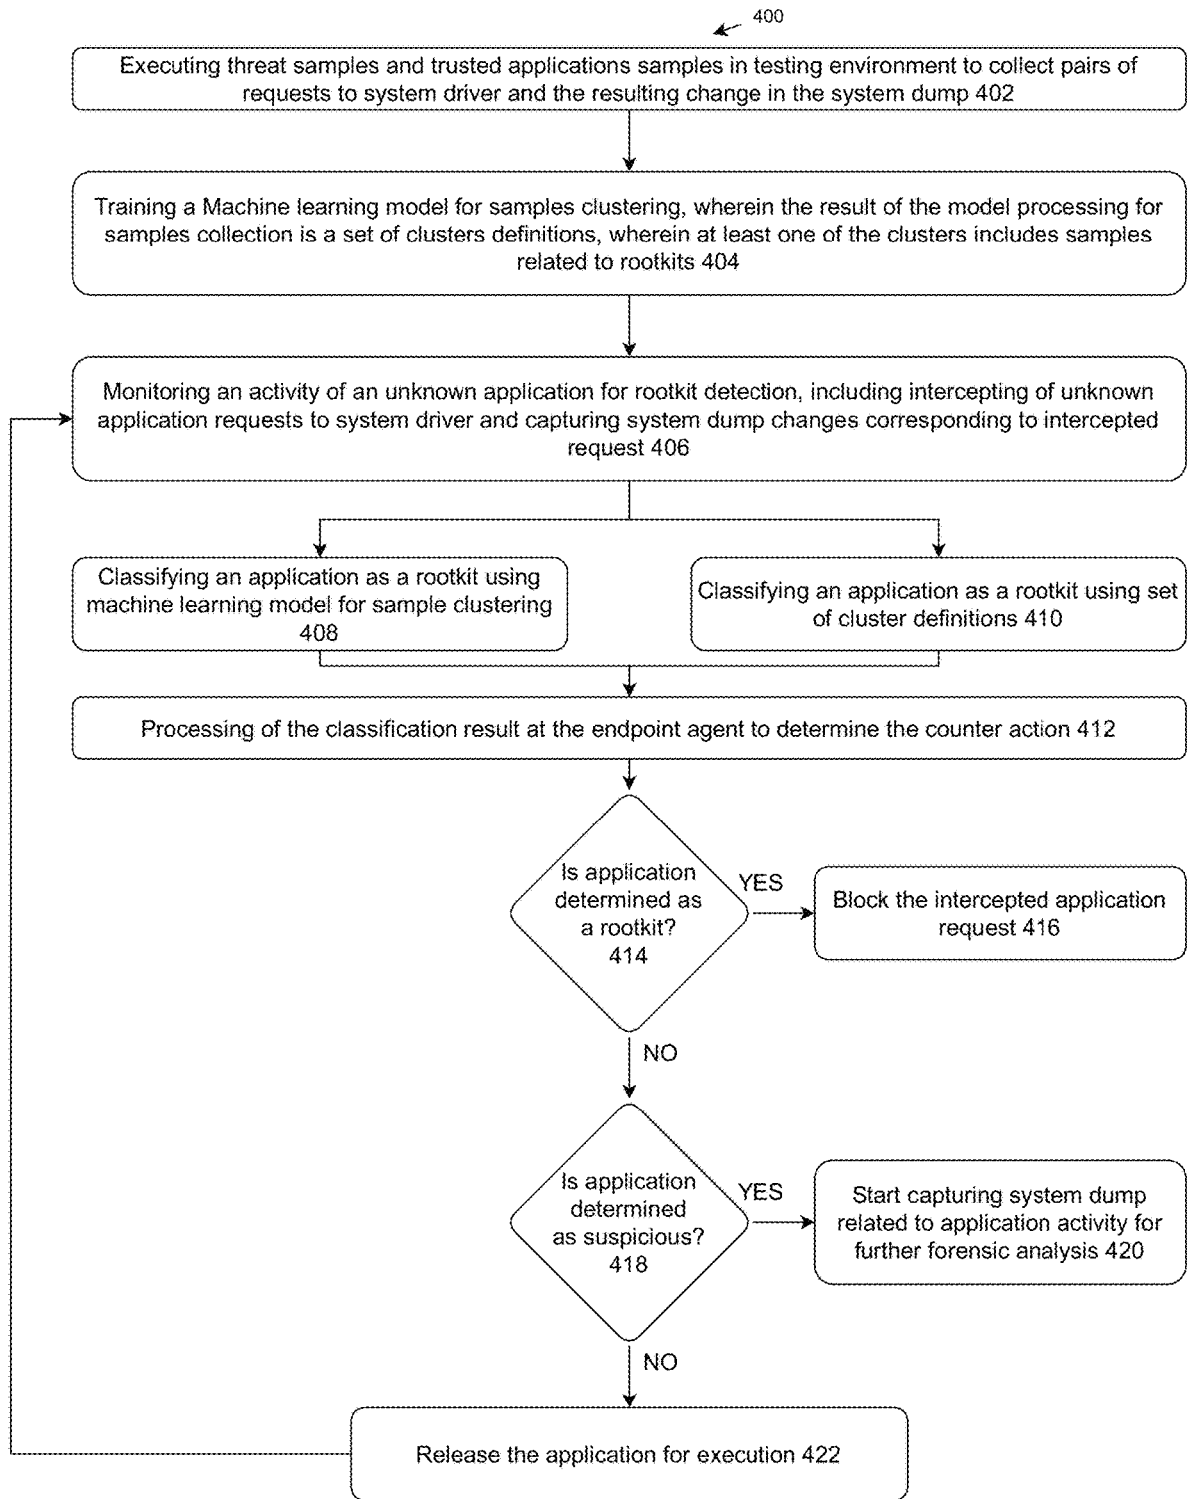 400
Executing threat samples and trusted applications samples in testing environment to collect pairs of
requests to system driver and the resulting change in the system dump 402
Training a Machine learning model for samples clustering, wherein the result of the model processing for
samples collection is a set of clusters definitions, wherein at least one of the clusters includes samples
related to rootkits 404
Monitoring an activity of an unknown application for rootkit detection, including intercepting of unknown
application requests to system driver and capturing system dump changes corresponding to intercepted
request 406
Classifying an application as a rootkit using
machine learning model for sample clustering
408
Classifying an application as a rootkit using set
of cluster definitions 410
Processing of the classification result at the endpoint agent to determine the counter action 412
Is application
determined as
a rootkit?
414
YES
Block the intercepted application
request 416
NO
Is application
determined
as suspicious?
418
YES
Start capturing system dump
related to application activity for
further forensic analysis 420
NO
Release the application for execution 422